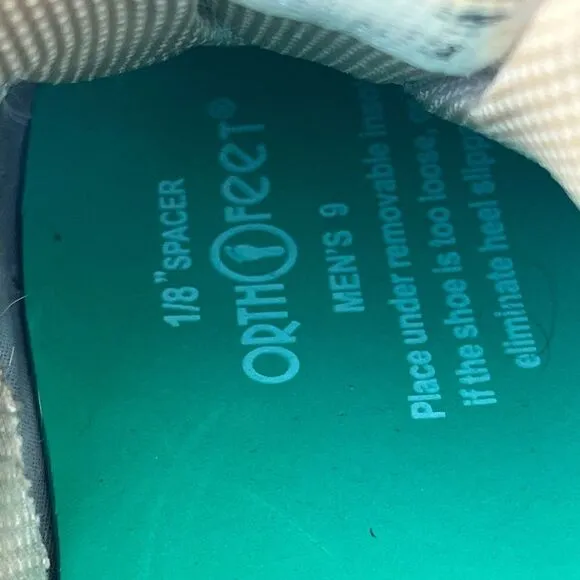 1/8" SPACER
ORTHOFEET®
MEN'S 9
Place under removable
if the shoe is too loose,
eliminate heel